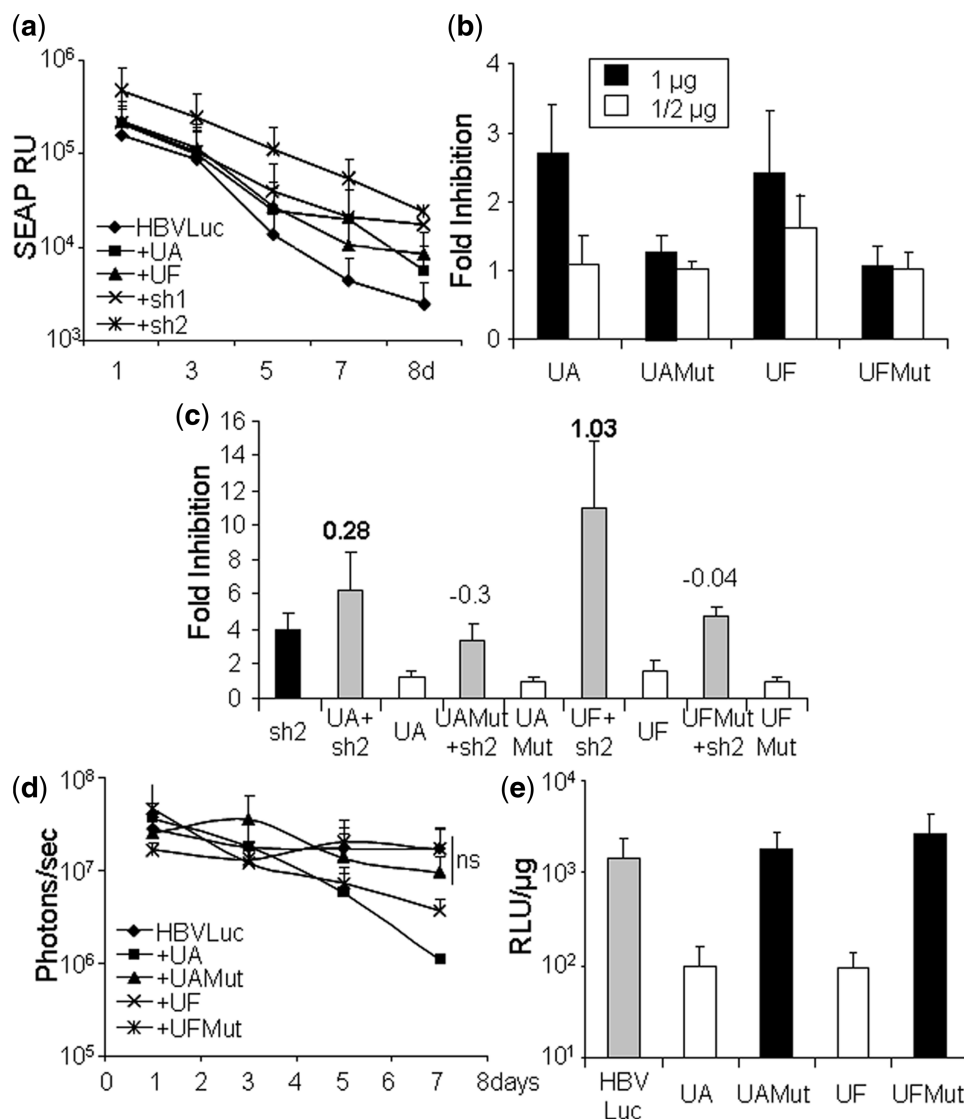 (a)
SEAP RU
10^6
10^5
10^4
10^3
HBVLuc
+UA
+UF
+sh1
+sh2
1 3 5 7 8d
(b)
Fold Inhibition
4
3
2
1
0
1 µg
1/2 µg
UA UAMut UF UFMut
(c)
Fold Inhibition
16
14
12
10
8
6
4
2
0
0.28
-0.3
1.03
-0.04
sh2 UA+ sh2 UA UAMut +sh2 UA Mut UF+ sh2 UF UFMut +sh2 UF Mut
(d)
Photons/sec
10^8
10^7
10^6
10^5
ns
HBVLuc
+UA
+UAMut
+UF
+UFMut
0 1 2 3 4 5 6 7 8days
(e)
RLU/µg
10^4
10^3
10^2
10^1
HBV Luc UA UAMut UF UFMut